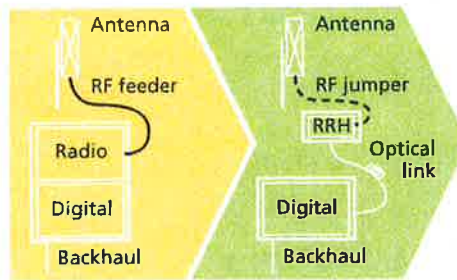 Antenna
RF feeder
Radio
Digital
Backhaul
Antenna
RF jumper
RRH
Optical
link
Digital
Backhaul